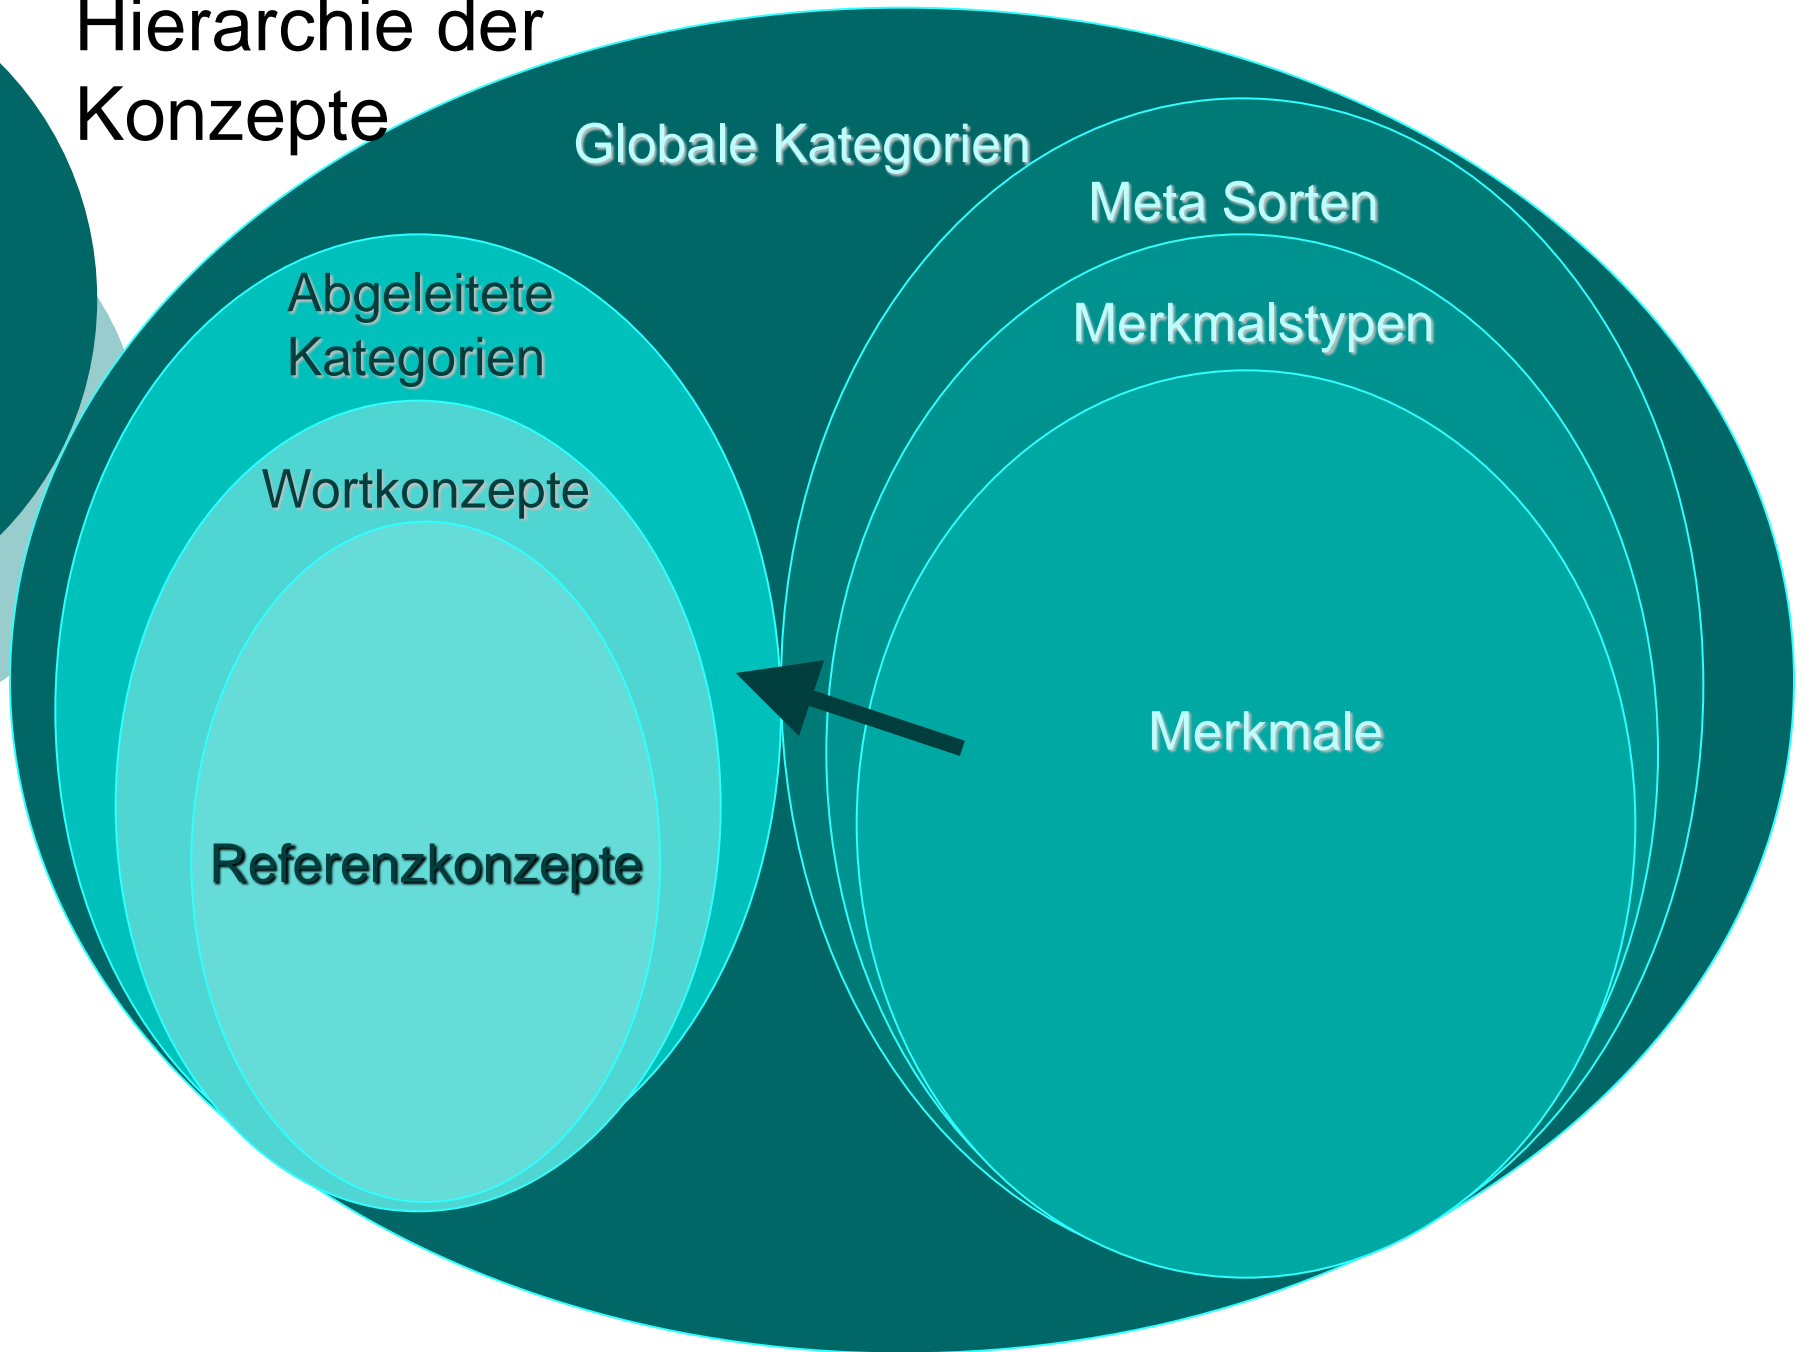 Hierarchie der
Konzepte
Globale Kategorien
Meta Sorten
Abgeleitete
Kategorien
Merkmalstypen
Wortkonzepte
Merkmale
Referenzkonzepte